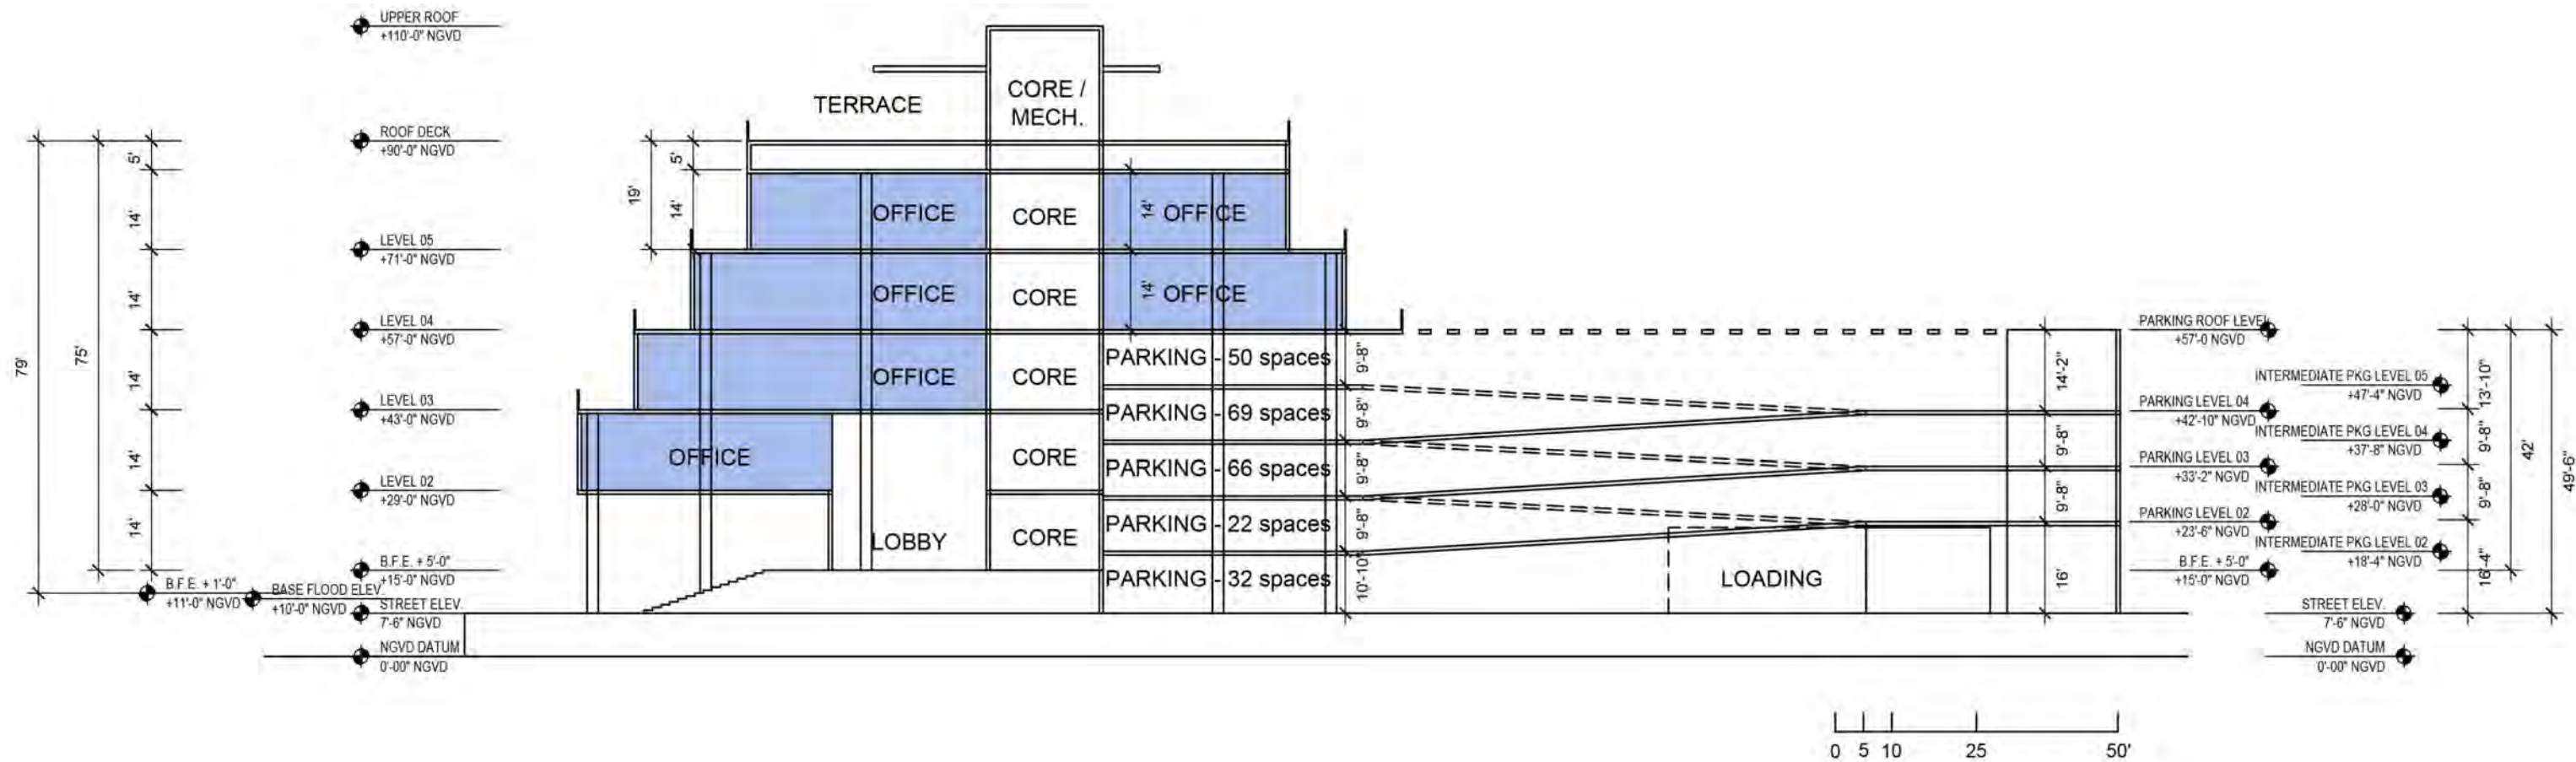 UPPER ROOF
+110'-0" NGVD
ROOF DECK
+90'-0" NGVD
LEVEL 05
+71'-0" NGVD
LEVEL 04
+57'-0" NGVD
LEVEL 03
+43'-0" NGVD
LEVEL 02
+29'-0" NGVD
B.F.E. + 5'-0"
+15'-0" NGVD
B.F.E. + 1'-0"
+11'-0" NGVD
BASE FLOOD ELEV.
+10'-0" NGVD
STREET ELEV.
7'-6" NGVD
NGVD DATUM
0'-00" NGVD
79'
75'
5'
14'
14'
14'
14'
14'
19'
5'
14'
TERRACE
CORE /
MECH.
OFFICE
CORE
14'
OFFICE
OFFICE
CORE
14'
OFFICE
OFFICE
CORE
OFFICE
CORE
LOBBY
CORE
PARKING - 50 spaces
9'-8"
PARKING - 69 spaces
9'-8"
PARKING - 66 spaces
9'-8"
PARKING - 22 spaces
9'-8"
PARKING - 32 spaces
10'-10"
LOADING
14'-2"
9'-8"
9'-8"
16'
PARKING ROOF LEVEL
+57'-0 NGVD
INTERMEDIATE PKG LEVEL 05
+47'-4" NGVD
PARKING LEVEL 04
+42'-10" NGVD
INTERMEDIATE PKG LEVEL 04
+37'-8" NGVD
PARKING LEVEL 03
+33'-2" NGVD
INTERMEDIATE PKG LEVEL 03
+28'-0" NGVD
PARKING LEVEL 02
+23'-6" NGVD
INTERMEDIATE PKG LEVEL 02
+18'-4" NGVD
B.F.E. + 5'-0"
+15'-0" NGVD
STREET ELEV.
7'-6" NGVD
NGVD DATUM
0'-00" NGVD
13'-10"
9'-8"
9'-8"
16'-4"
42'
49'-6"
0 5 10 25 50'